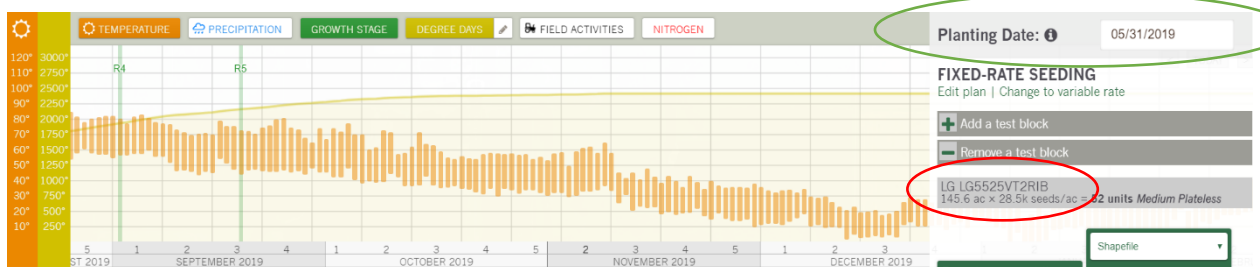 TEMPERATURE PRECIPITATION GROWTH STAGE DEGREE DAYS FIELD ACTIVITIES NITROGEN
Planting Date: 05/31/2019
FIXED-RATE SEEDING
Edit plan | Change to variable rate
Add a test block
Remove a test block
LG LG5525VT2RIB
145.6 ac × 28.5k seeds/ac = 82 units Medium Plateless
Shapefile
120° 3000°
110° 2750°
100° 2500°
90° 2250°
80° 2000°
70° 1750°
60° 1500°
50° 1250°
40° 1000°
30° 750°
20° 500°
10° 250°
R4 R5
5 1 2 3 4 1 2 3 4 5 2 3 4 5 1 2 3
ST 2019 SEPTEMBER 2019 OCTOBER 2019 NOVEMBER 2019 DECEMBER 2019